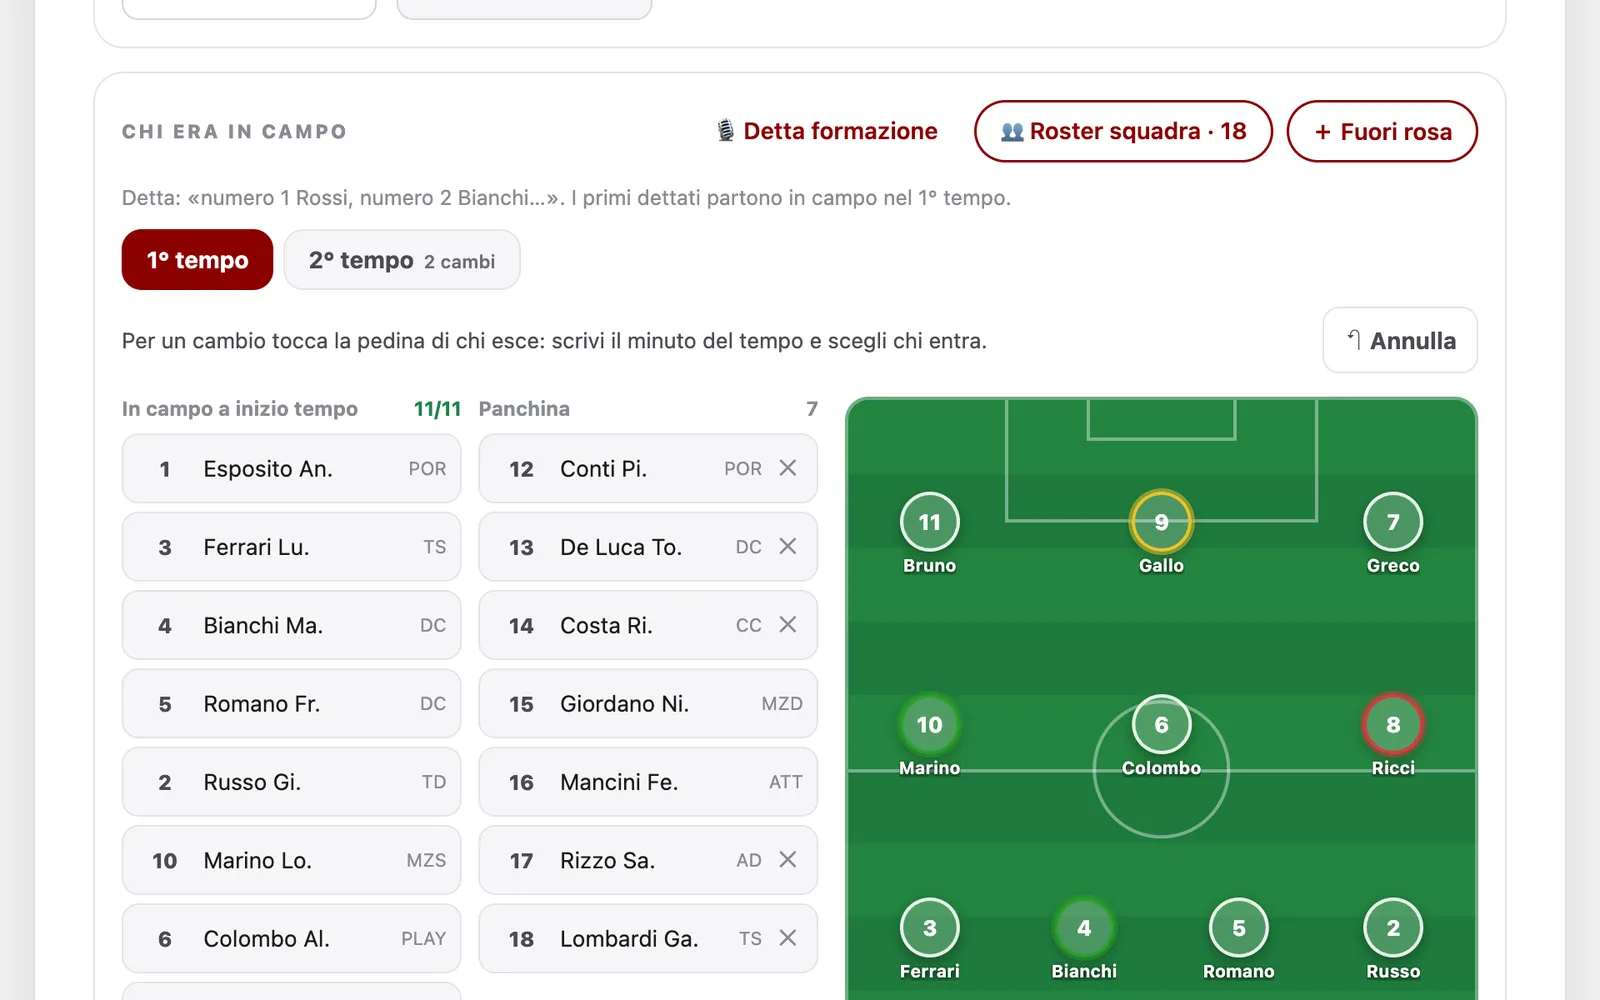 CHI ERA IN CAMPO
Detta formazione
Roster squadra · 18
+ Fuori rosa
Detta: «numero 1 Rossi, numero 2 Bianchi…». I primi dettati partono in campo nel 1° tempo.
1° tempo
2° tempo 2 cambi
Per un cambio tocca la pedina di chi esce: scrivi il minuto del tempo e scegli chi entra.
Annulla
In campo a inizio tempo 11/11
1 Esposito An. POR
3 Ferrari Lu. TS
4 Bianchi Ma. DC
5 Romano Fr. DC
2 Russo Gi. TD
10 Marino Lo. MZS
6 Colombo Al. PLAY
Panchina 7
12 Conti Pi. POR
13 De Luca To. DC
14 Costa Ri. CC
15 Giordano Ni. MZD
16 Mancini Fe. ATT
17 Rizzo Sa. AD
18 Lombardi Ga. TS
11 9 7
Bruno Gallo Greco
10 6 8
Marino Colombo Ricci
3 4 5 2
Ferrari Bianchi Romano Russo